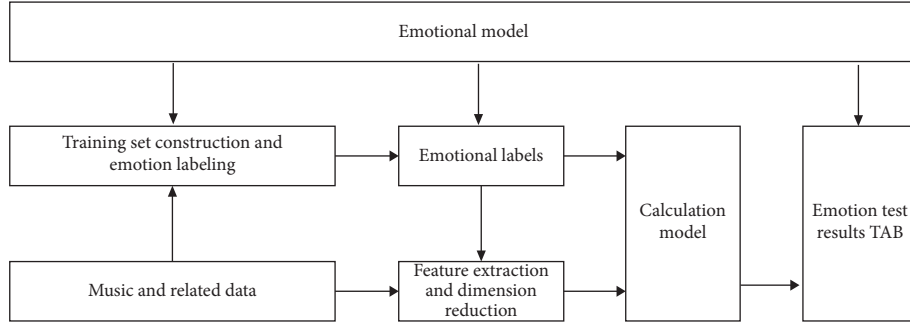 Emotional model
Training set construction and
emotion labeling
Emotional labels
Calculation
model
Emotion test
results TAB
Music and related data
Feature extraction
and dimension
reduction